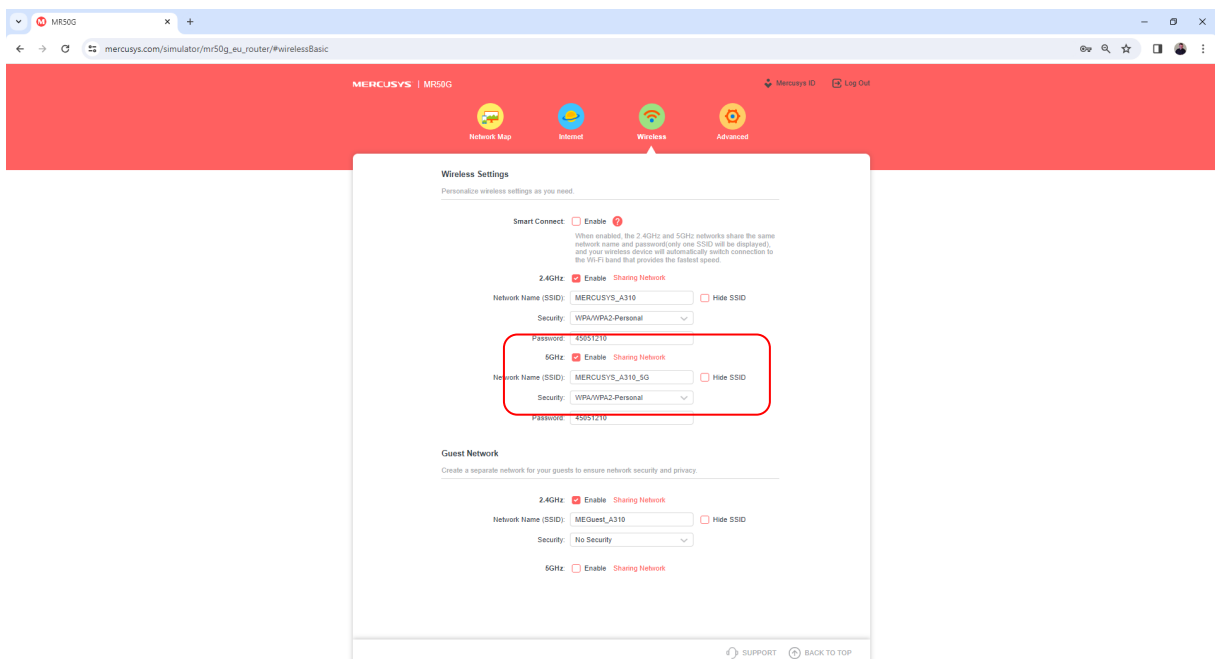 MR50G
mercusys.com/simulator/mr50g_eu_router/#wirelessBasic
MERCUSYS | MR50G
Mercusys ID Log Out
Network Map Internet Wireless Advanced
Wireless Settings
Personalize wireless settings as you need.
Smart Connect: Enable ?
When enabled, the 2.4GHz and 5GHz networks share the same
network name and password(only one SSID will be displayed),
and your wireless device will automatically switch connection to
the Wi-Fi band that provides the fastest speed.
2.4GHz: Enable Sharing Network
Network Name (SSID): MERCUSYS_A310 Hide SSID
Security: WPA/WPA2-Personal
Password: 45051210
5GHz: Enable Sharing Network
Network Name (SSID): MERCUSYS_A310_5G Hide SSID
Security: WPA/WPA2-Personal
Password: 45051210
Guest Network
Create a separate network for your guests to ensure network security and privacy.
2.4GHz: Enable Sharing Network
Network Name (SSID): MEGuest_A310 Hide SSID
Security: No Security
5GHz: Enable Sharing Network
SUPPORT BACK TO TOP